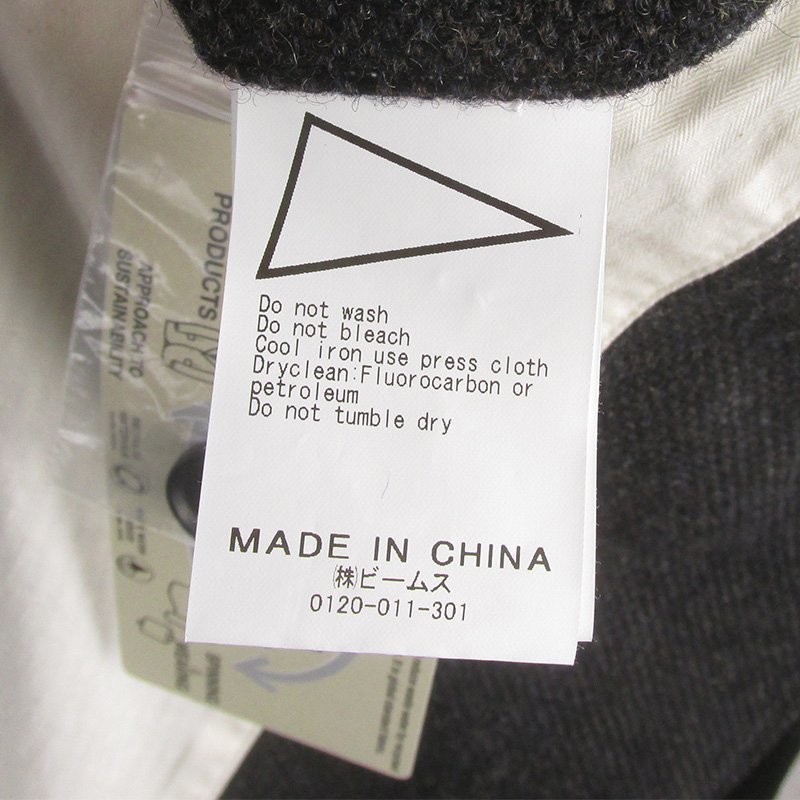 Do not wash
Do not bleach
Cool iron use press cloth
Dryclean:Fluorocarbon or
petroleum
Do not tumble dry
MADE IN CHINA
㈱ビームス
0120-011-301
PRODUCTS
APPROACH TO
SUSTAINABILITY
SPINNING